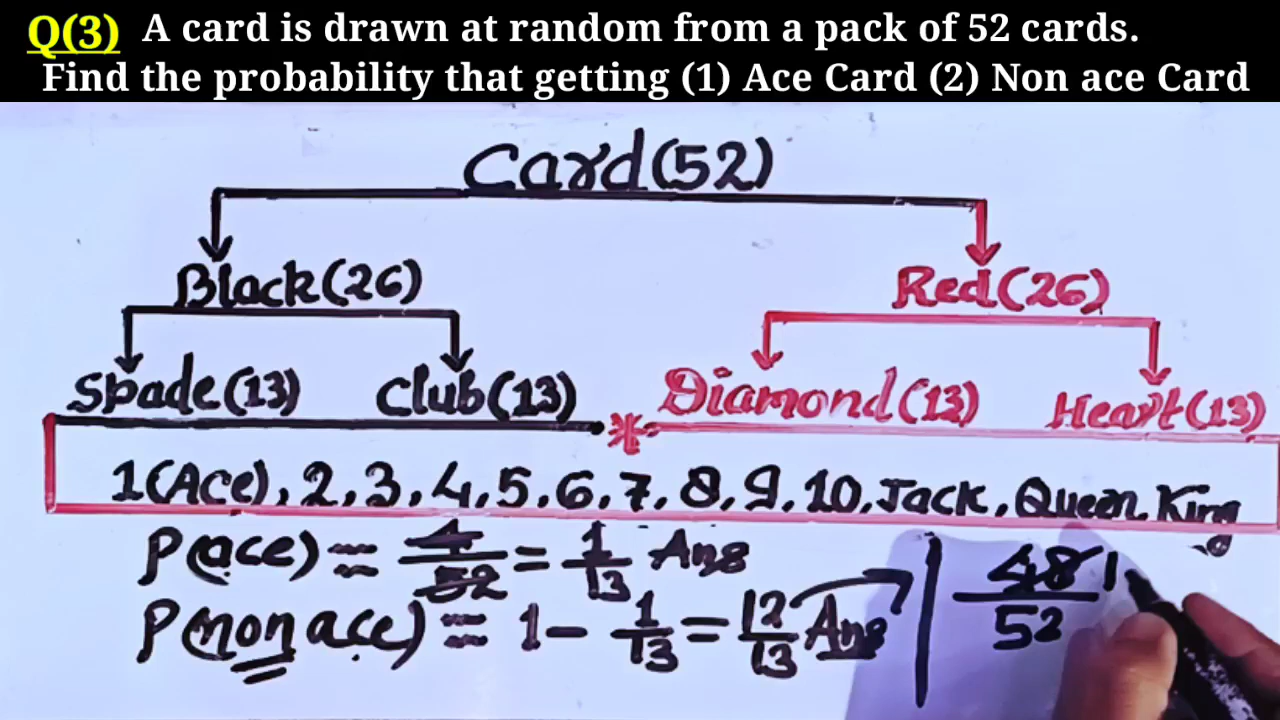 Q(3) A card is drawn at random from a pack of 52 cards.
Find the probability that getting (1) Ace Card (2) Non ace Card
Card(52)
Black(26) Red(26)
Spade(13) Club(13) Diamond(13) Heart(13)
*
1(Ace), 2, 3, 4, 5, 6, 7, 8, 9, 10, Jack, Queen, King
P(ace) = 4/52 = 1/13 Ans
P(non ace) = 1 - 1/13 = 12/13 Ans
48 1
52